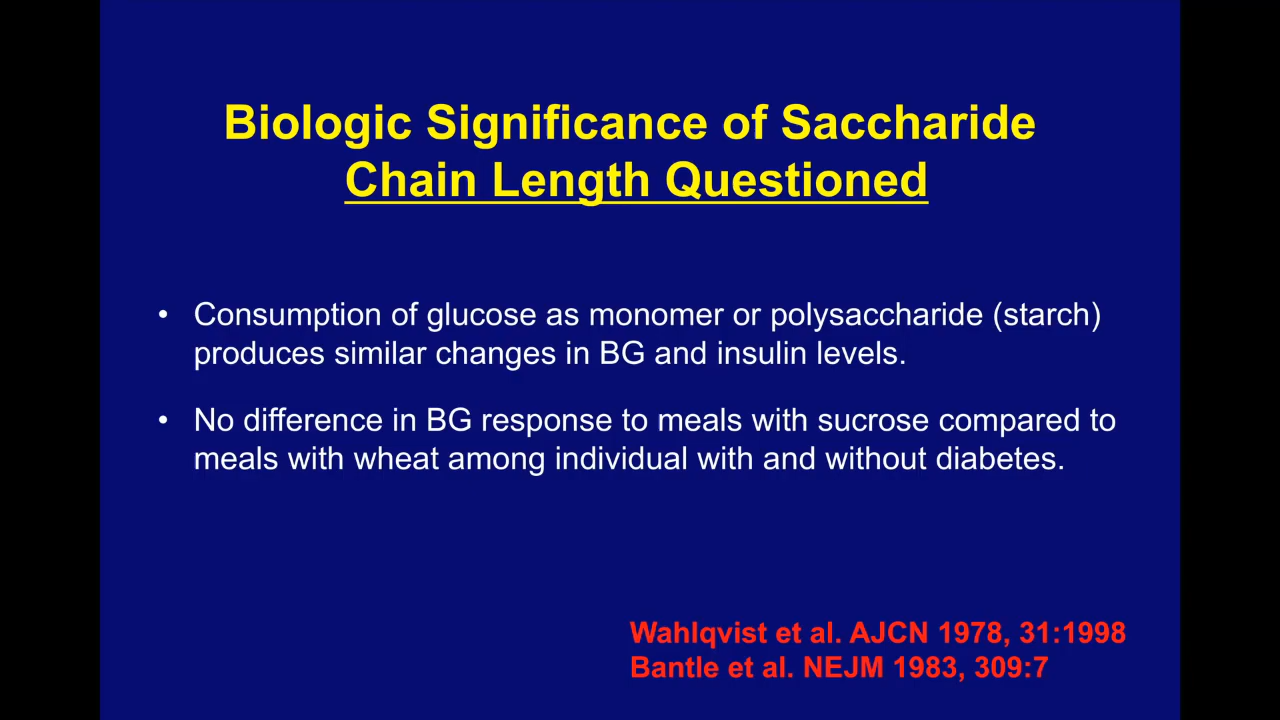 Biologic Significance of Saccharide
Chain Length Questioned
• Consumption of glucose as monomer or polysaccharide (starch)
produces similar changes in BG and insulin levels.
• No difference in BG response to meals with sucrose compared to
meals with wheat among individual with and without diabetes.
Wahlqvist et al. AJCN 1978, 31:1998
Bantle et al. NEJM 1983, 309:7